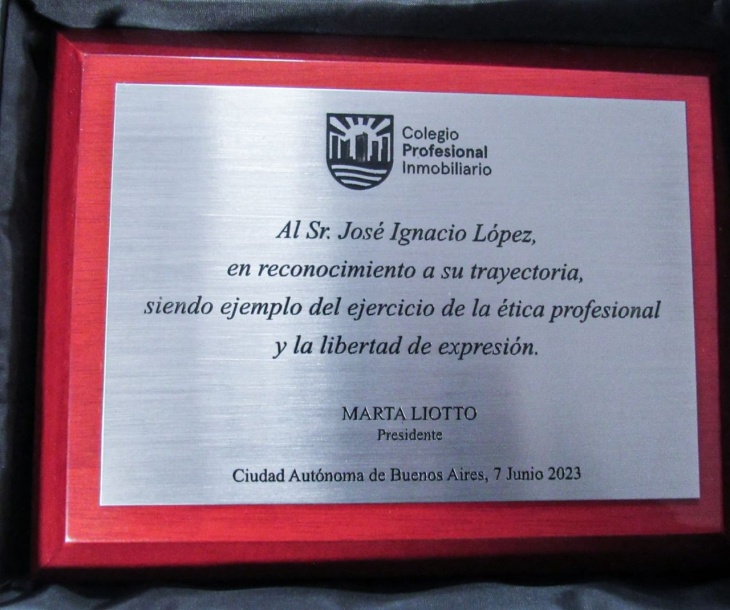 Colegio
Profesional
Inmobiliario
Al Sr. José Ignacio López,
en reconocimiento a su trayectoria,
siendo ejemplo del ejercicio de la ética profesional
y la libertad de expresión.
MARTA LIOTTO
Presidente
Ciudad Autónoma de Buenos Aires, 7 Junio 2023